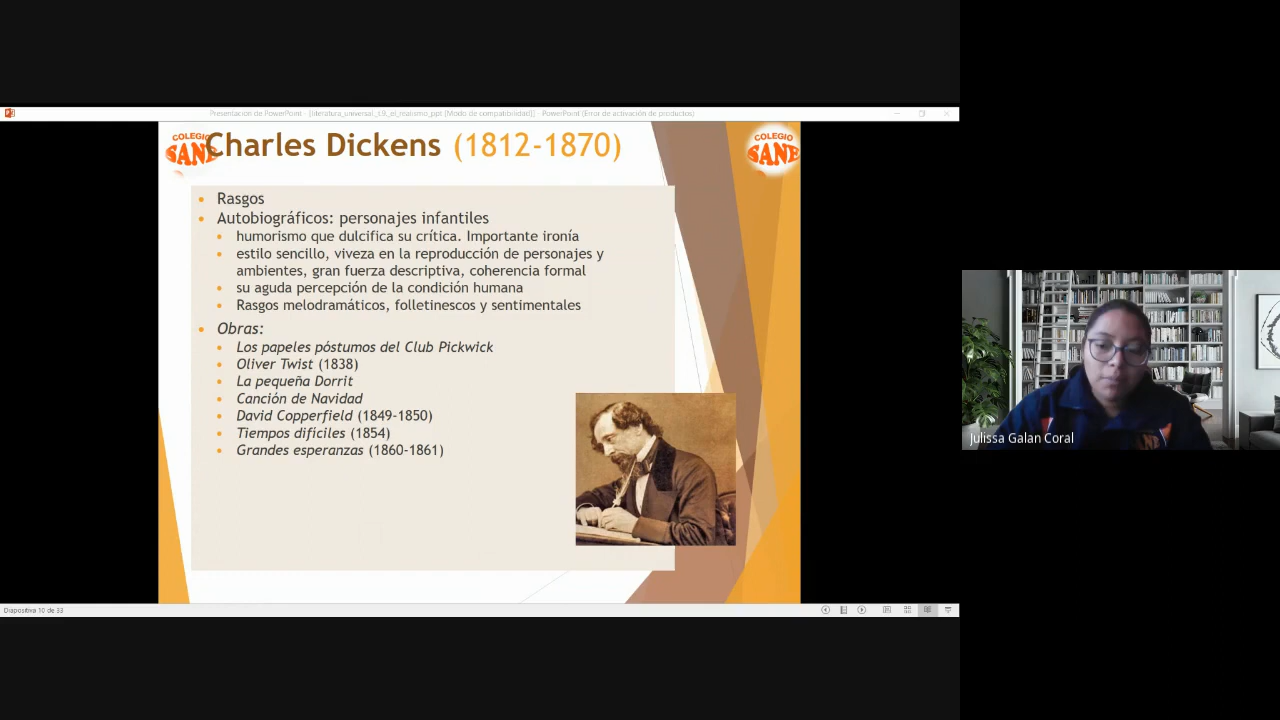 Presentación de PowerPoint - [literatura_universal_t8_el_realismo_ppt [Modo de compatibilidad]] - PowerPoint (Error de activación de productos)
COLEGIO
SANE
Charles Dickens (1812-1870)
COLEGIO
SANE
Rasgos
Autobiográficos: personajes infantiles
humorismo que dulcifica su crítica. Importante ironía
estilo sencillo, viveza en la reproducción de personajes y
ambientes, gran fuerza descriptiva, coherencia formal
su aguda percepción de la condición humana
Rasgos melodramáticos, folletinescos y sentimentales
Obras:
Los papeles póstumos del Club Pickwick
Oliver Twist (1838)
La pequeña Dorrit
Canción de Navidad
David Copperfield (1849-1850)
Tiempos difíciles (1854)
Grandes esperanzas (1860-1861)
Julissa Galan Coral
Diapositiva 10 de 33